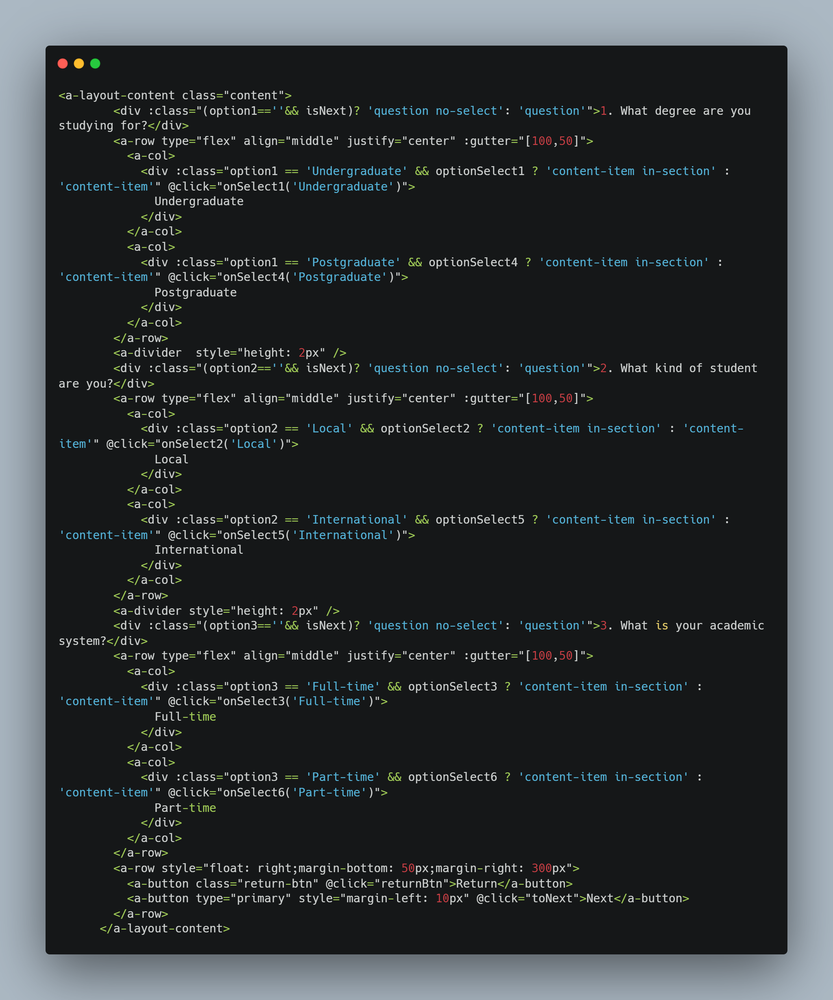 <a-layout-content class="content">
        <div :class="(option1==''&& isNext)? 'question no-select': 'question'">1. What degree are you
studying for?</div>
        <a-row type="flex" align="middle" justify="center" :gutter="[100,50]">
          <a-col>
            <div :class="option1 == 'Undergraduate' && optionSelect1 ? 'content-item in-section' :
'content-item'" @click="onSelect1('Undergraduate')">
              Undergraduate
            </div>
          </a-col>
          <a-col>
            <div :class="option1 == 'Postgraduate' && optionSelect4 ? 'content-item in-section' :
'content-item'" @click="onSelect4('Postgraduate')">
              Postgraduate
            </div>
          </a-col>
        </a-row>
        <a-divider  style="height: 2px" />
        <div :class="(option2==''&& isNext)? 'question no-select': 'question'">2. What kind of student
are you?</div>
        <a-row type="flex" align="middle" justify="center" :gutter="[100,50]">
          <a-col>
            <div :class="option2 == 'Local' && optionSelect2 ? 'content-item in-section' : 'content-
item'" @click="onSelect2('Local')">
              Local
            </div>
          </a-col>
          <a-col>
            <div :class="option2 == 'International' && optionSelect5 ? 'content-item in-section' :
'content-item'" @click="onSelect5('International')">
              International
            </div>
          </a-col>
        </a-row>
        <a-divider style="height: 2px" />
        <div :class="(option3==''&& isNext)? 'question no-select': 'question'">3. What is your academic
system?</div>
        <a-row type="flex" align="middle" justify="center" :gutter="[100,50]">
          <a-col>
            <div :class="option3 == 'Full-time' && optionSelect3 ? 'content-item in-section' :
'content-item'" @click="onSelect3('Full-time')">
              Full-time
            </div>
          </a-col>
          <a-col>
            <div :class="option3 == 'Part-time' && optionSelect6 ? 'content-item in-section' :
'content-item'" @click="onSelect6('Part-time')">
              Part-time
            </div>
          </a-col>
        </a-row>
        <a-row style="float: right;margin-bottom: 50px;margin-right: 300px">
          <a-button class="return-btn" @click="returnBtn">Return</a-button>
          <a-button type="primary" style="margin-left: 10px" @click="toNext">Next</a-button>
        </a-row>
      </a-layout-content>